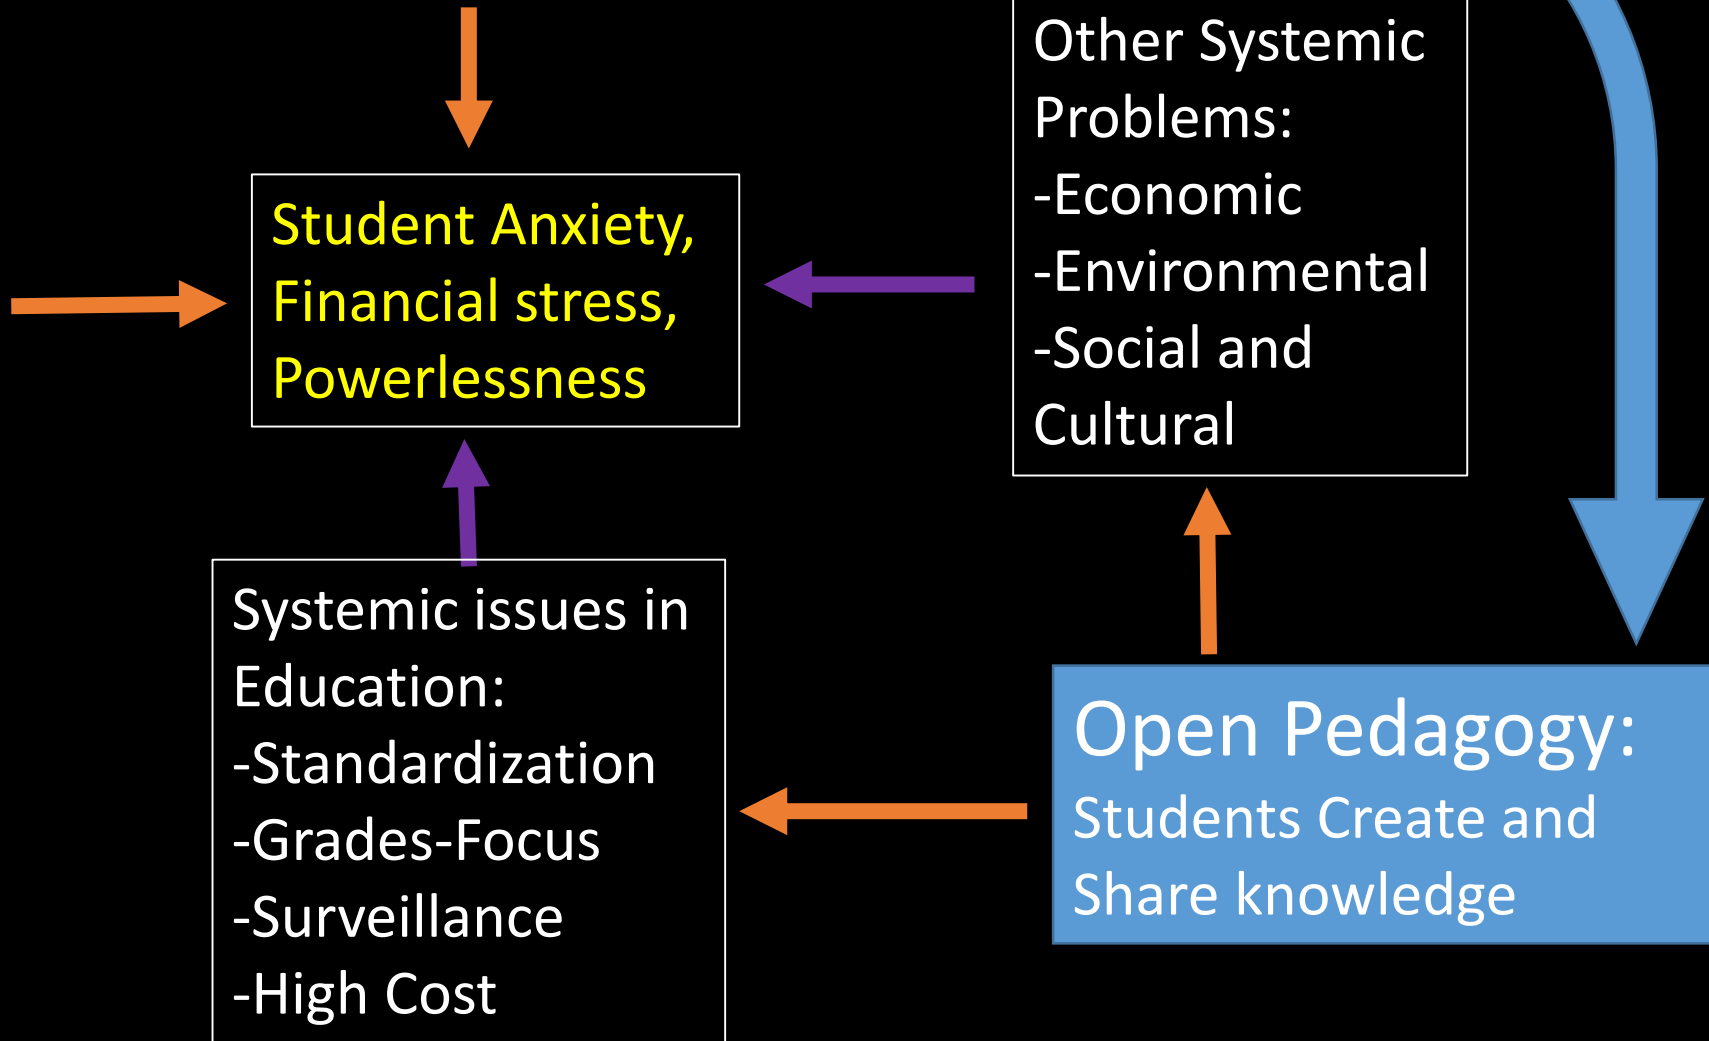 Other Systemic
Problems:
-Economic
-Environmental
-Social and
Cultural
Student Anxiety,
Financial stress,
Powerlessness
Systemic issues in
Education:
-Standardization
-Grades-Focus
-Surveillance
-High Cost
Open Pedagogy:
Students Create and
Share knowledge